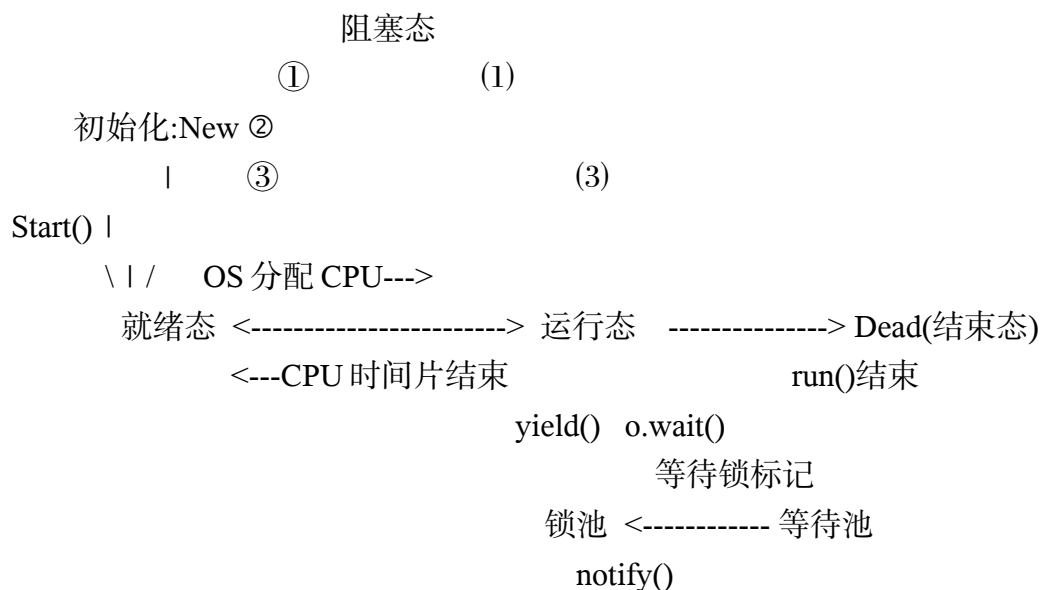 阻塞态
① (1)
初始化:New ②
| ③ (3)
Start() |
\ | / OS 分配 CPU--->
就绪态 <------------------------> 运行态 ---------------> Dead(结束态)
<---CPU 时间片结束 run()结束
yield() o.wait()
等待锁标记
锁池 <------------ 等待池
notify()